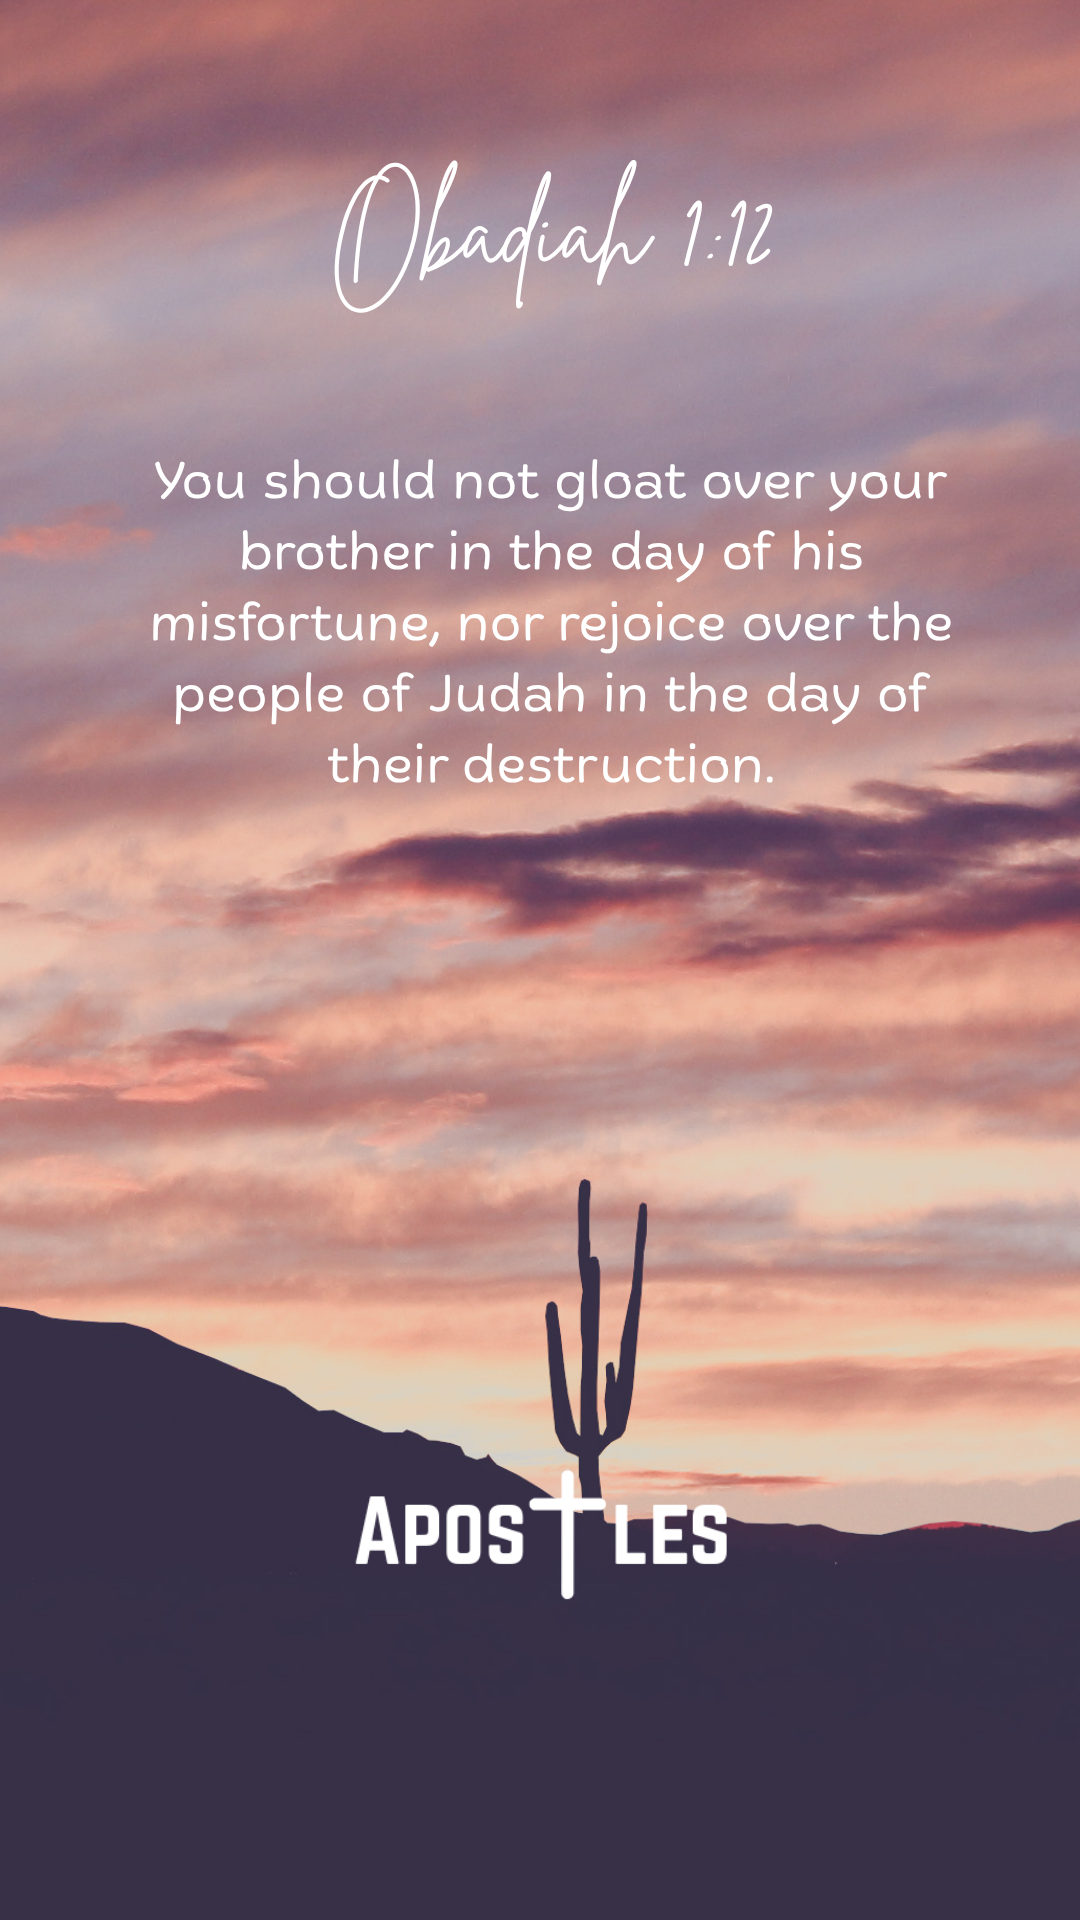 Obadiah 1:12
You should not gloat over your
brother in the day of his
misfortune, nor rejoice over the
people of Judah in the day of
their destruction.
APOSTLES